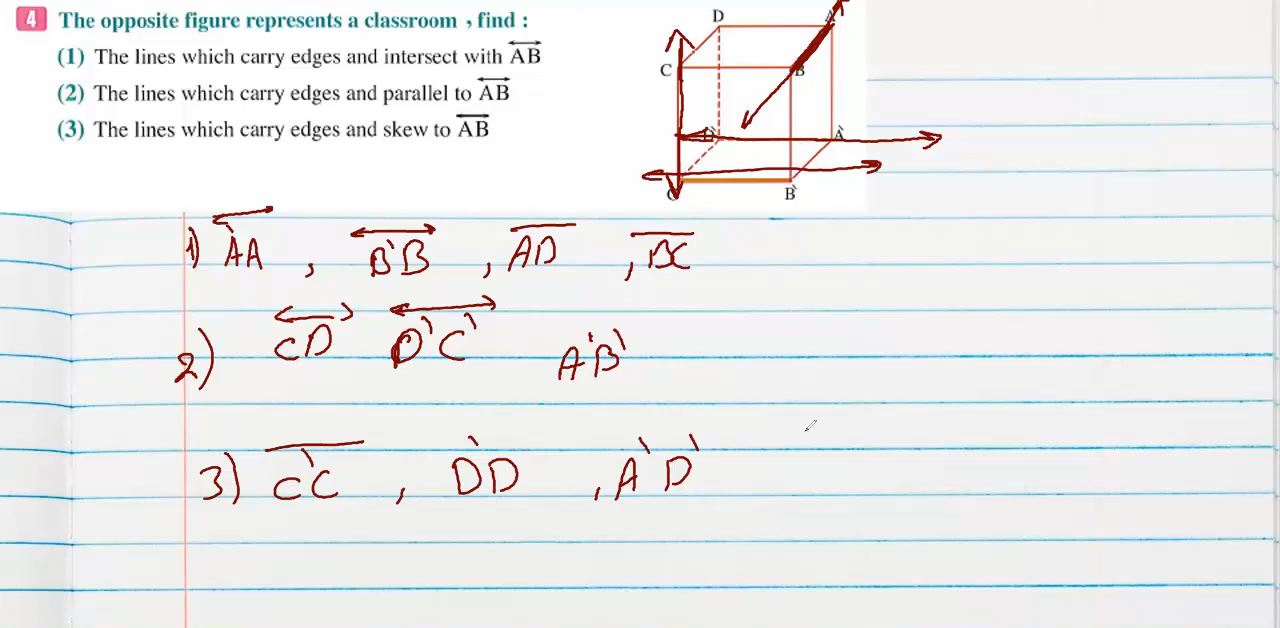 4 The opposite figure represents a classroom , find :
(1) The lines which carry edges and intersect with AB
(2) The lines which carry edges and parallel to AB
(3) The lines which carry edges and skew to AB
D
C
B
D`
A`
B`
1) A`A , B`B , AD , BC
2) CD D`C` A`B`
3) CC` , D`D , A`D`